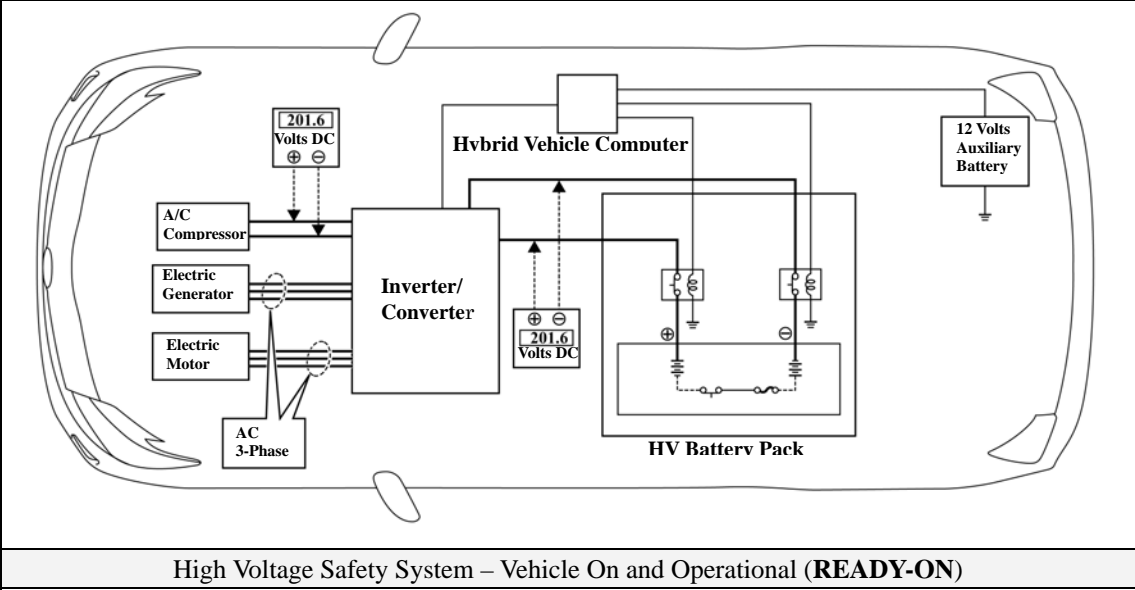 201.6
Volts DC
⊕ ⊖
Hybrid Vehicle Computer
12 Volts
Auxiliary
Battery
A/C
Compressor
Electric
Generator
Electric
Motor
Inverter/
Converter
⊕ ⊖
201.6
Volts DC
⊕ ⊖
AC
3-Phase
HV Battery Pack
High Voltage Safety System – Vehicle On and Operational (READY-ON)